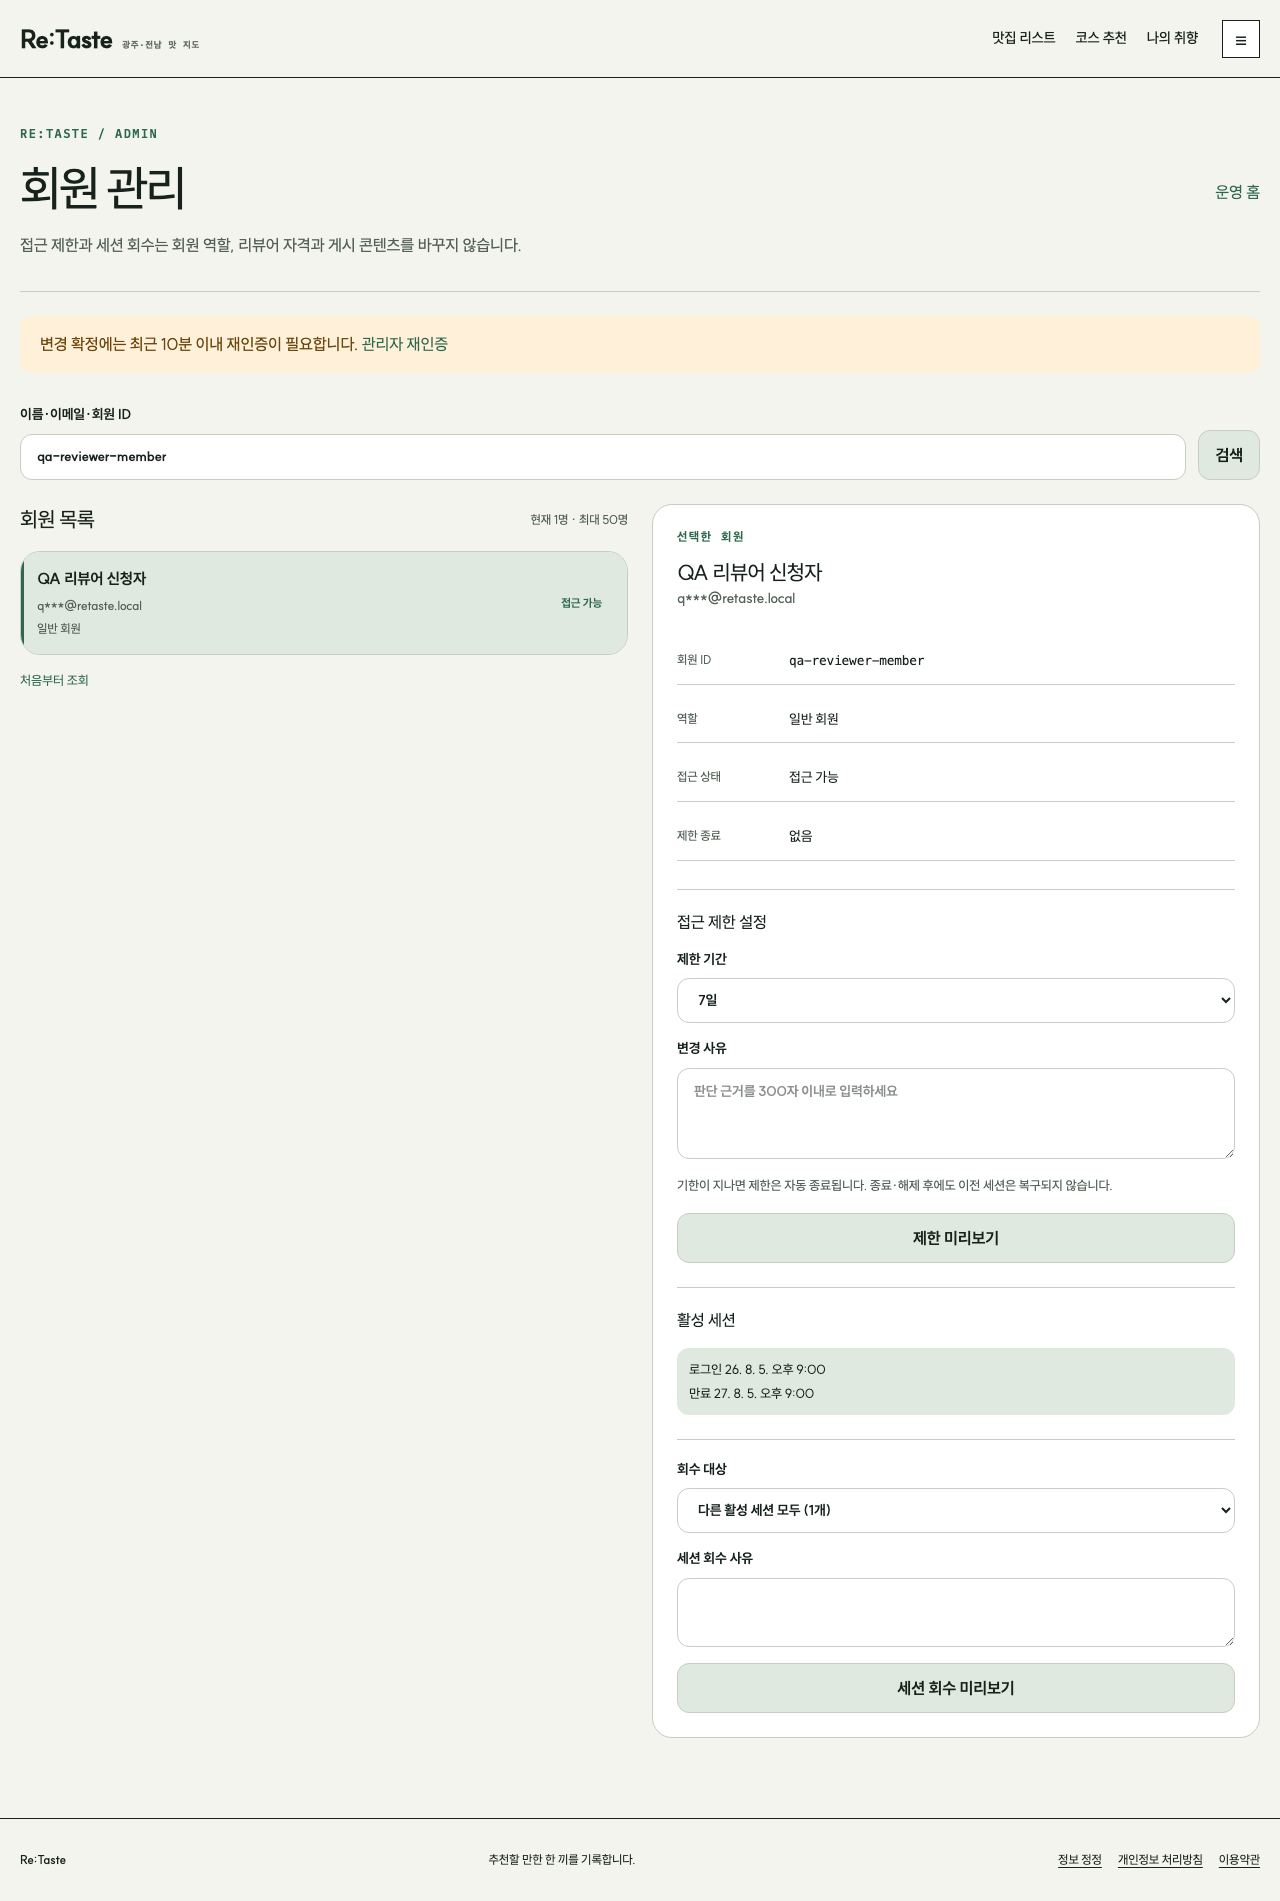 Re:Taste 광주·전남 맛 지도
맛집 리스트
코스 추천
나의 취향
RE:TASTE / ADMIN
회원 관리
운영 홈
접근 제한과 세션 회수는 회원 역할, 리뷰어 자격과 게시 콘텐츠를 바꾸지 않습니다.
변경 확정에는 최근 10분 이내 재인증이 필요합니다. 관리자 재인증
이름·이메일·회원 ID
qa-reviewer-member
검색
회원 목록
현재 1명 · 최대 50명
QA 리뷰어 신청자
q***@retaste.local
일반 회원
접근 가능
처음부터 조회
선택한 회원
QA 리뷰어 신청자
q***@retaste.local
회원 ID
qa-reviewer-member
역할
일반 회원
접근 상태
접근 가능
제한 종료
없음
접근 제한 설정
제한 기간
7일
변경 사유
판단 근거를 300자 이내로 입력하세요
기한이 지나면 제한은 자동 종료됩니다. 종료·해제 후에도 이전 세션은 복구되지 않습니다.
제한 미리보기
활성 세션
로그인 26. 8. 5. 오후 9:00
만료 27. 8. 5. 오후 9:00
회수 대상
다른 활성 세션 모두 (1개)
세션 회수 사유
세션 회수 미리보기
Re:Taste
추천할 만한 한 끼를 기록합니다.
정보 정정
개인정보 처리방침
이용약관